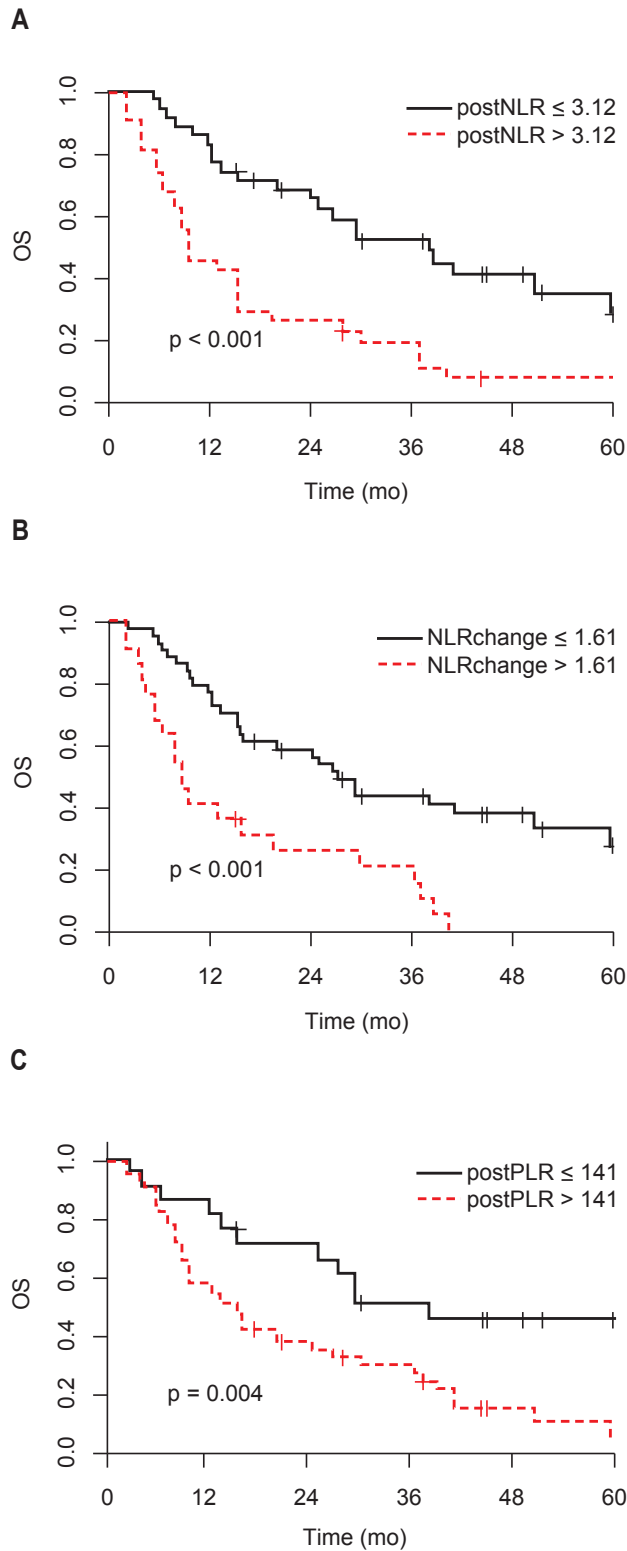 A
1.0
0.8
0.6
0.4
0.2
0.0
OS
postNLR ≤ 3.12
postNLR > 3.12
p < 0.001
0 12 24 36 48 60
Time (mo)
B
1.0
0.8
0.6
0.4
0.2
0.0
OS
NLRchange ≤ 1.61
NLRchange > 1.61
p < 0.001
0 12 24 36 48 60
Time (mo)
C
1.0
0.8
0.6
0.4
0.2
0.0
OS
postPLR ≤ 141
postPLR > 141
p = 0.004
0 12 24 36 48 60
Time (mo)